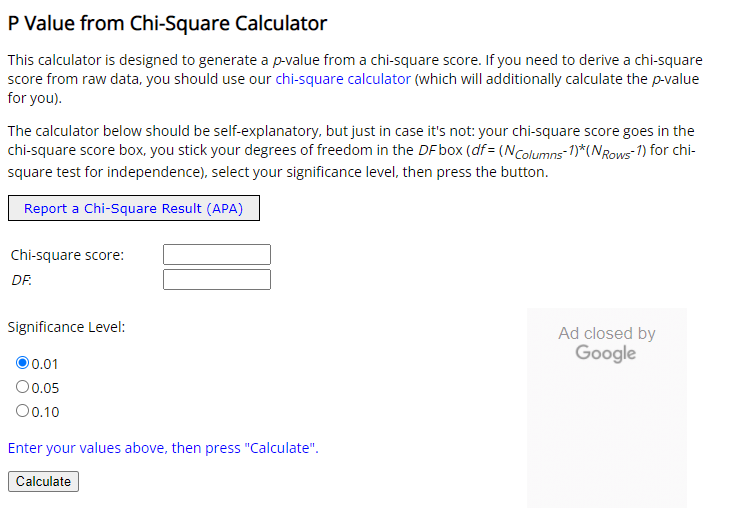 P Value from Chi-Square Calculator
This calculator is designed to generate a p-value from a chi-square score. If you need to derive a chi-square
score from raw data, you should use our chi-square calculator (which will additionally calculate the p-value
for you).
The calculator below should be self-explanatory, but just in case it's not: your chi-square score goes in the
chi-square score box, you stick your degrees of freedom in the DF box (df= (NColumns-1)*(NRows-1) for chi-
square test for independence), select your significance level, then press the button.
Report a Chi-Square Result (APA)
Chi-square score:
DF:
Significance Level:
Ad closed by
Google
0.01
0.05
0.10
Enter your values above, then press "Calculate".
Calculate